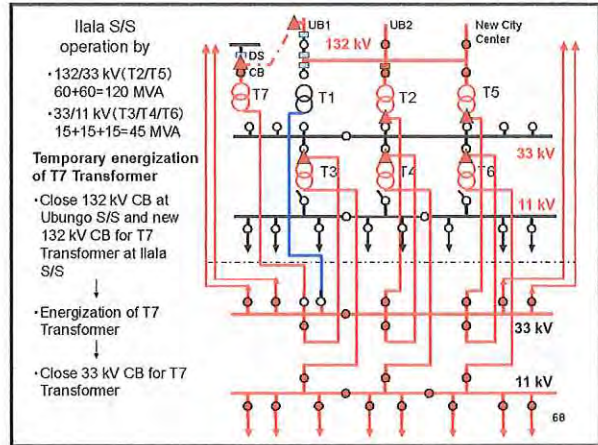 Ilala S/S
operation by
・132/33 kV(T2/T5)
60+60=120 MVA
・33/11 kV(T3/T4/T6)
15+15+15=45 MVA
Temporary energization
of T7 Transformer
・Close 132 kV CB at
Ubungo S/S and new
132 kV CB for T7
Transformer at Ilala
S/S
・Energization of T7
Transformer
・Close 33 kV CB for T7
Transformer
UB1
UB2
New City
Center
132 kV
DS
CB
T7
T1
T2
T5
33 kV
T3
T4
T6
11 kV
33 kV
11 kV
68